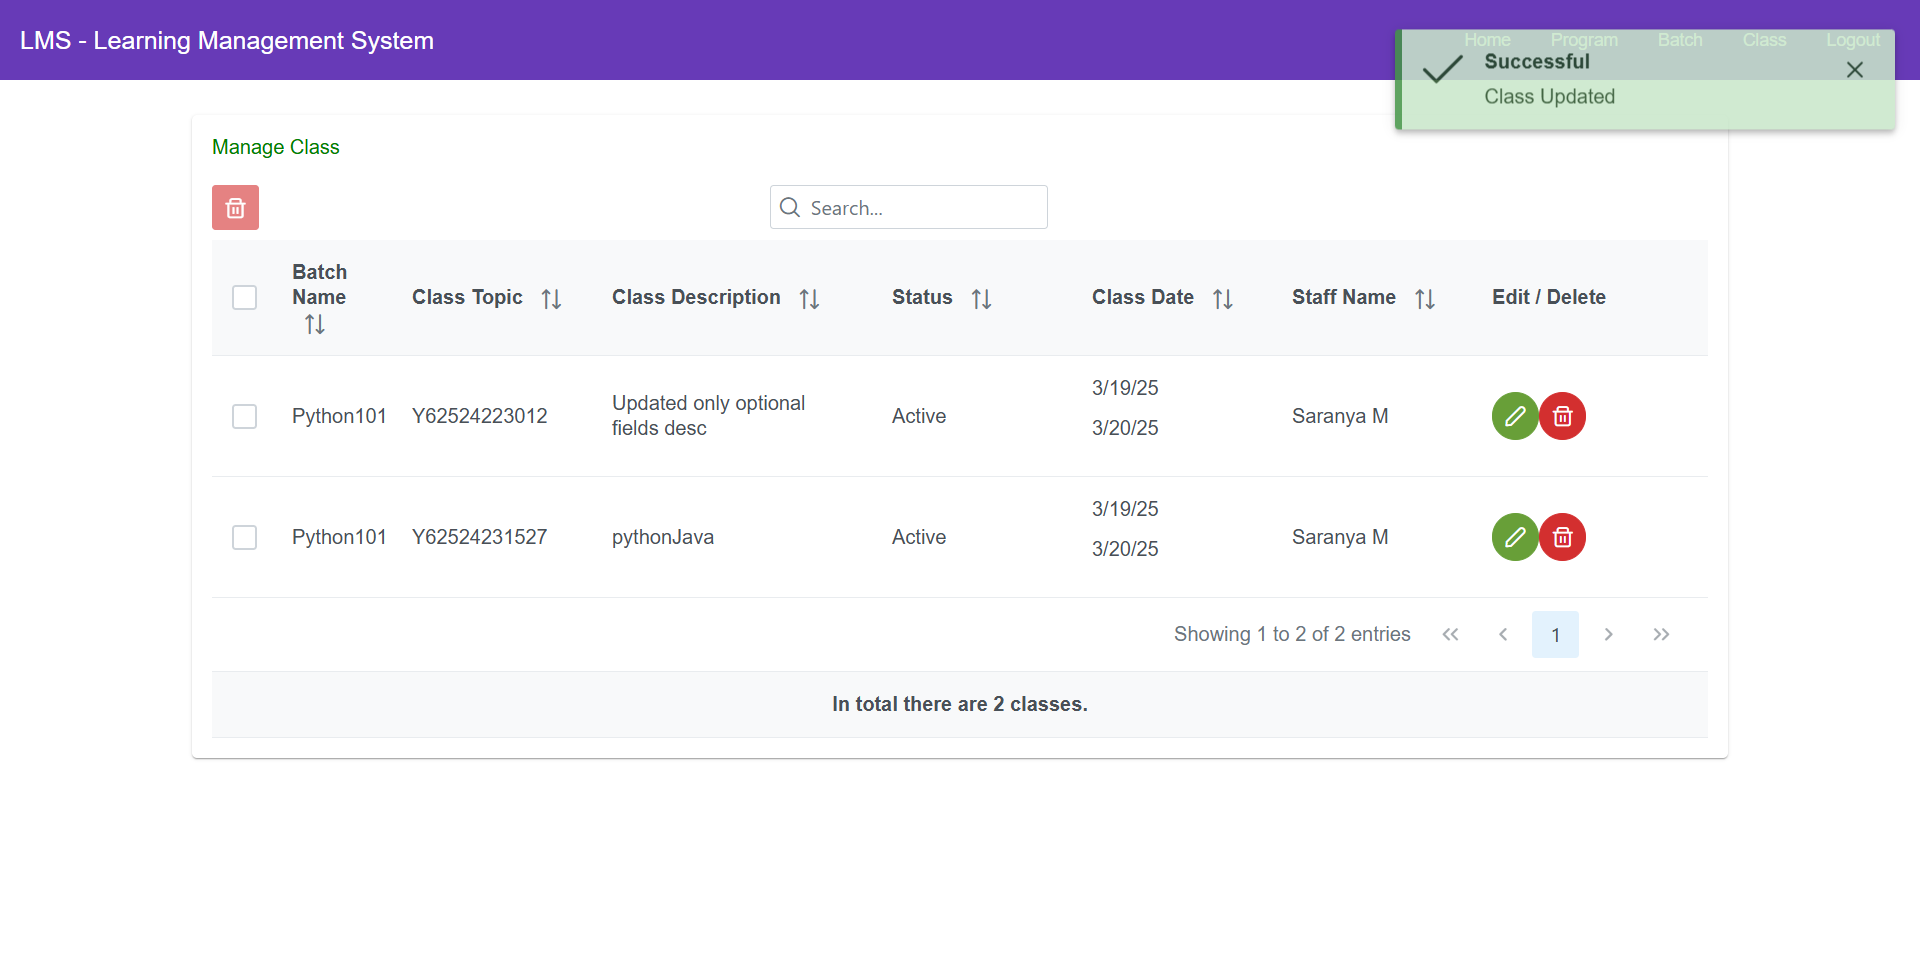 LMS - Learning Management System
Home Program Batch Class Logout
Successful
Class Updated
Manage Class
Search...
Batch Name Class Topic Class Description Status Class Date Staff Name Edit / Delete
Python101 Y62524223012 Updated only optional fields desc Active 3/19/25 3/20/25 Saranya M
Python101 Y62524231527 pythonJava Active 3/19/25 3/20/25 Saranya M
Showing 1 to 2 of 2 entries << < 1 > >>
In total there are 2 classes.